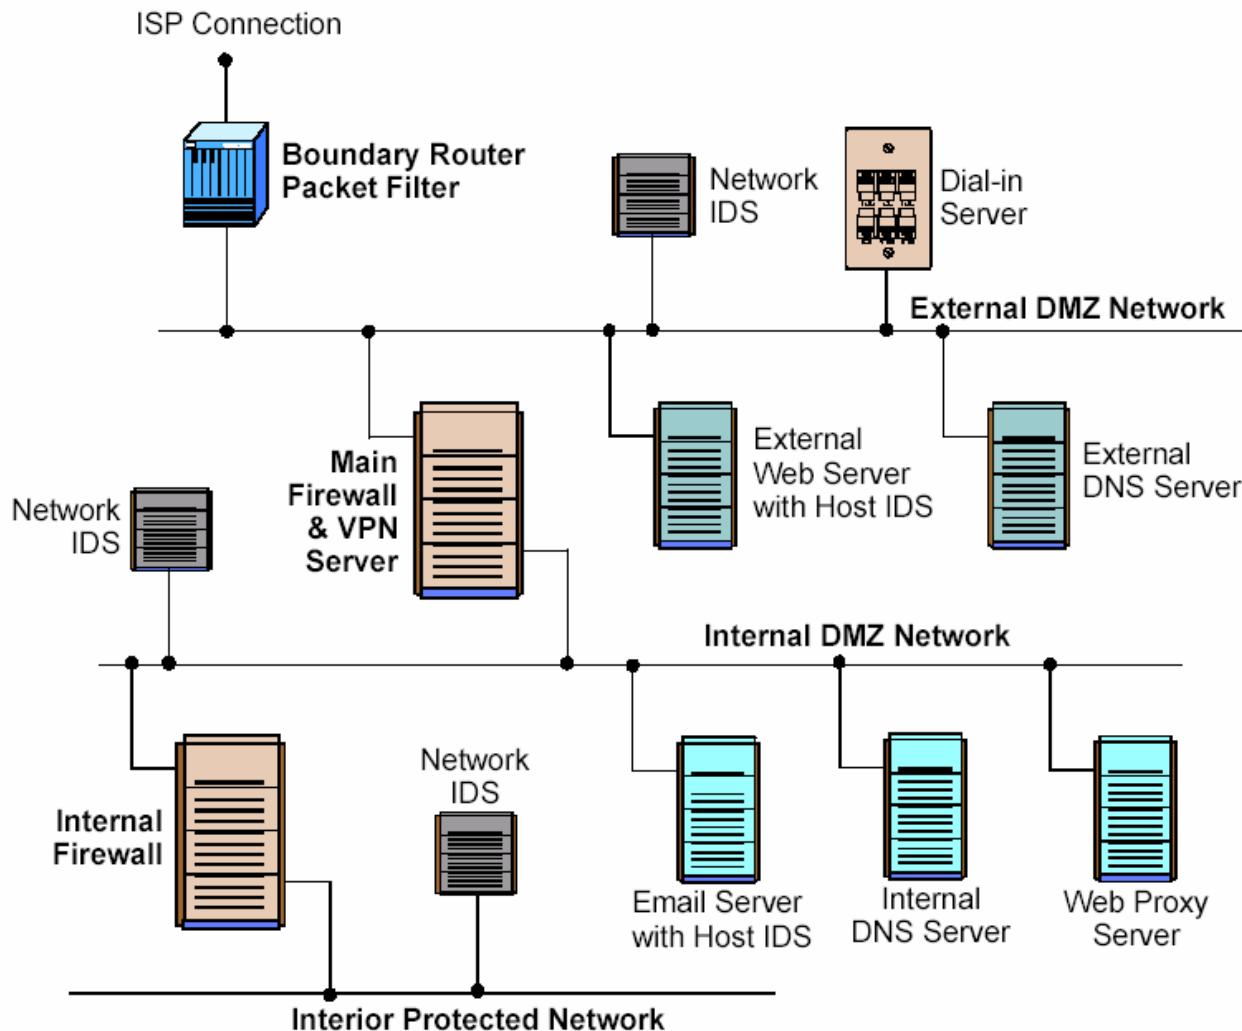 ISP Connection
Boundary Router
Packet Filter
Network
IDS
Dial-in
Server
External DMZ Network
Main
Firewall
& VPN
Server
External
Web Server
with Host IDS
External
DNS Server
Network
IDS
Internal DMZ Network
Internal
Firewall
Network
IDS
Email Server
with Host IDS
Internal
DNS Server
Web Proxy
Server
Interior Protected Network